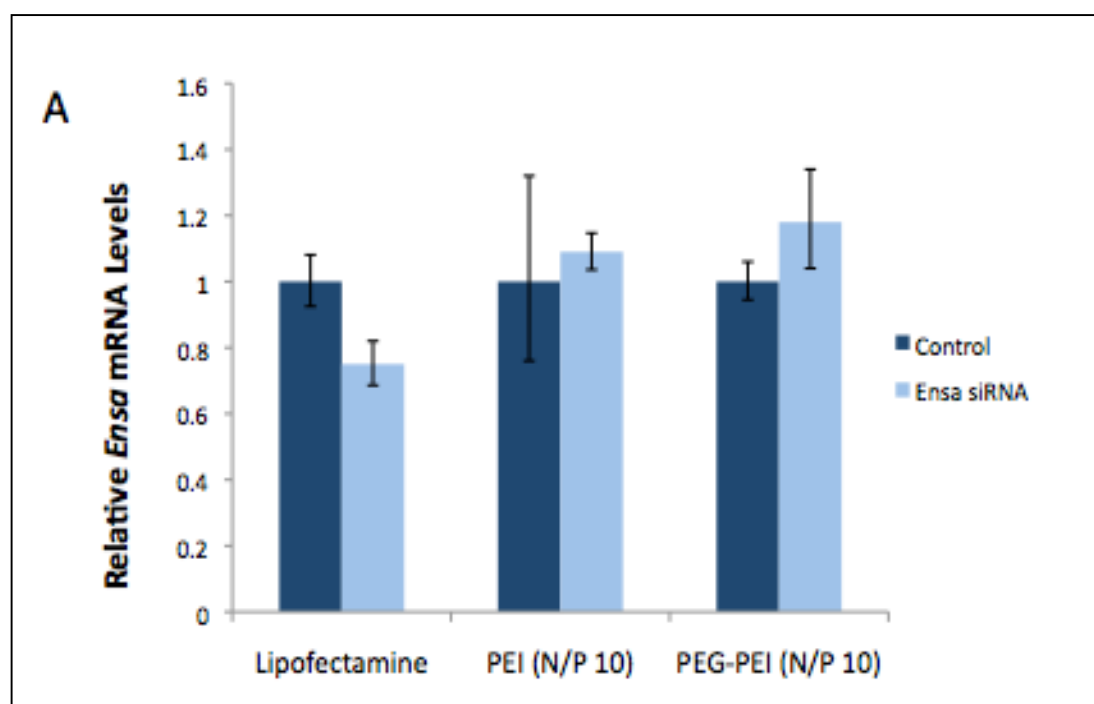 A
Relative Ensa mRNA Levels
1.6
1.4
1.2
1
0.8
0.6
0.4
0.2
0
Lipofectamine
PEI (N/P 10)
PEG-PEI (N/P 10)
Control
Ensa siRNA